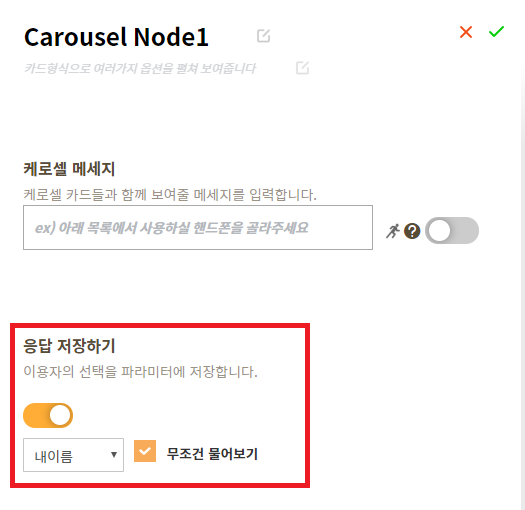 Carousel Node1
카드형식으로 여러가지 옵션을 펼쳐 보여줍니다
케로셀 메세지
케로셀 카드들과 함께 보여줄 메세지를 입력합니다.
ex) 아래 목록에서 사용하실 핸드폰을 골라주세요
응답 저장하기
이용자의 선택을 파라미터에 저장합니다.
내이름 무조건 물어보기